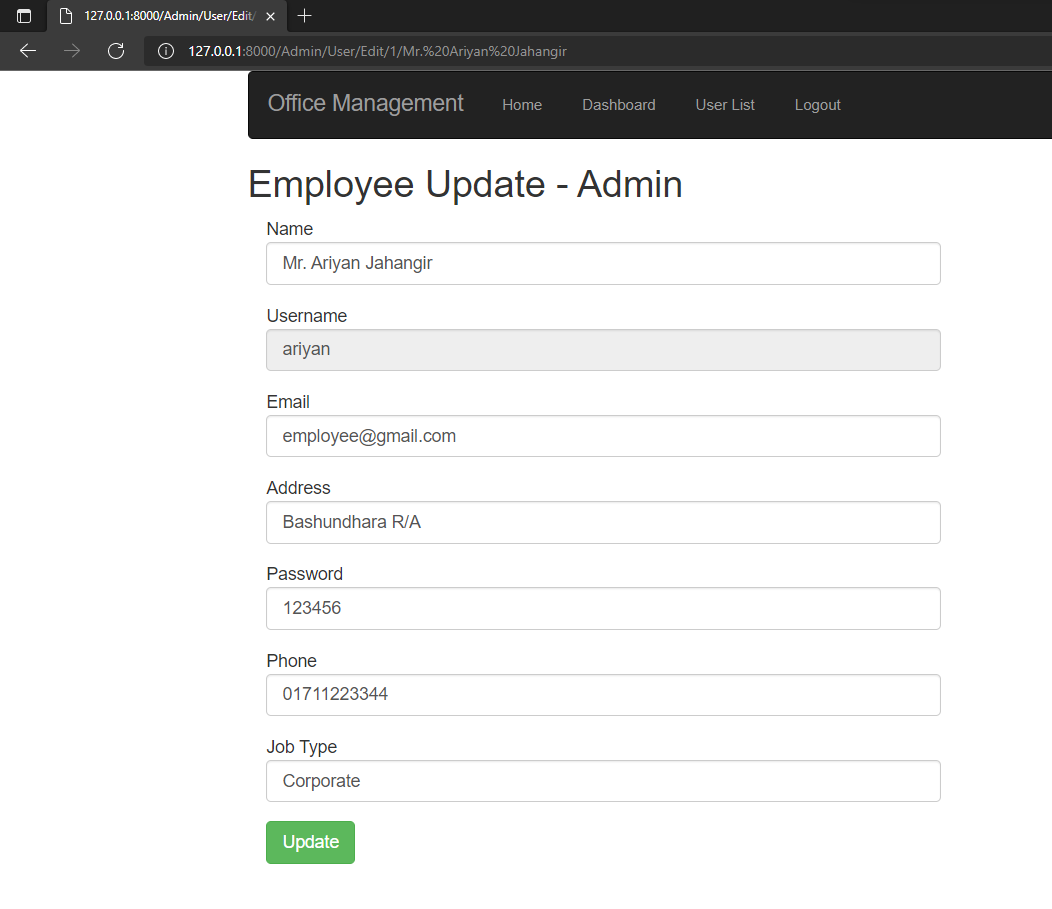 127.0.0.1:8000/Admin/User/Edit/
127.0.0.1:8000/Admin/User/Edit/1/Mr.%20Ariyan%20Jahangir
Office Management Home Dashboard User List Logout
Employee Update - Admin
Name
Mr. Ariyan Jahangir
Username
ariyan
Email
employee@gmail.com
Address
Bashundhara R/A
Password
123456
Phone
01711223344
Job Type
Corporate
Update